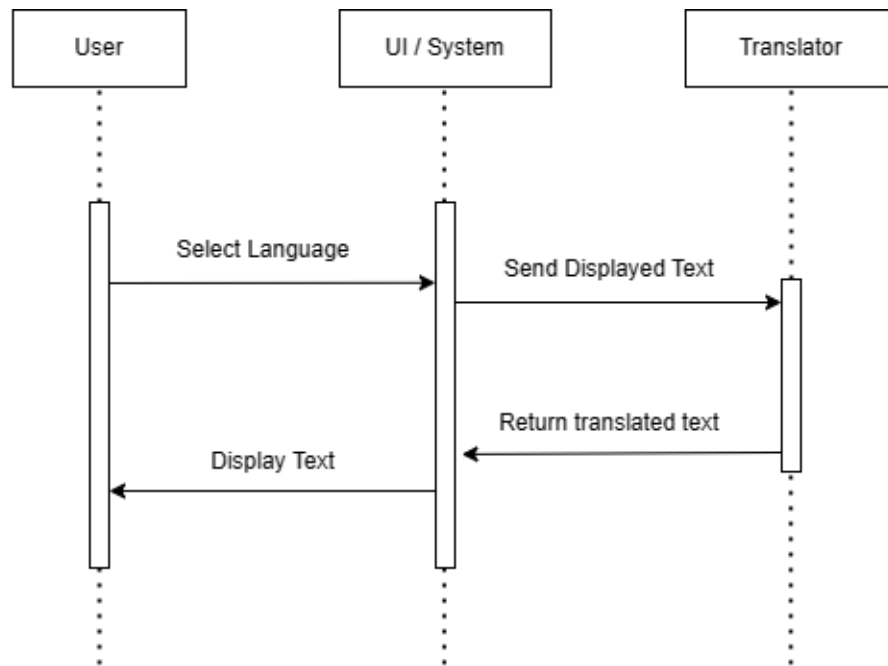 User
UI / System
Translator
Select Language
Send Displayed Text
Return translated text
Display Text